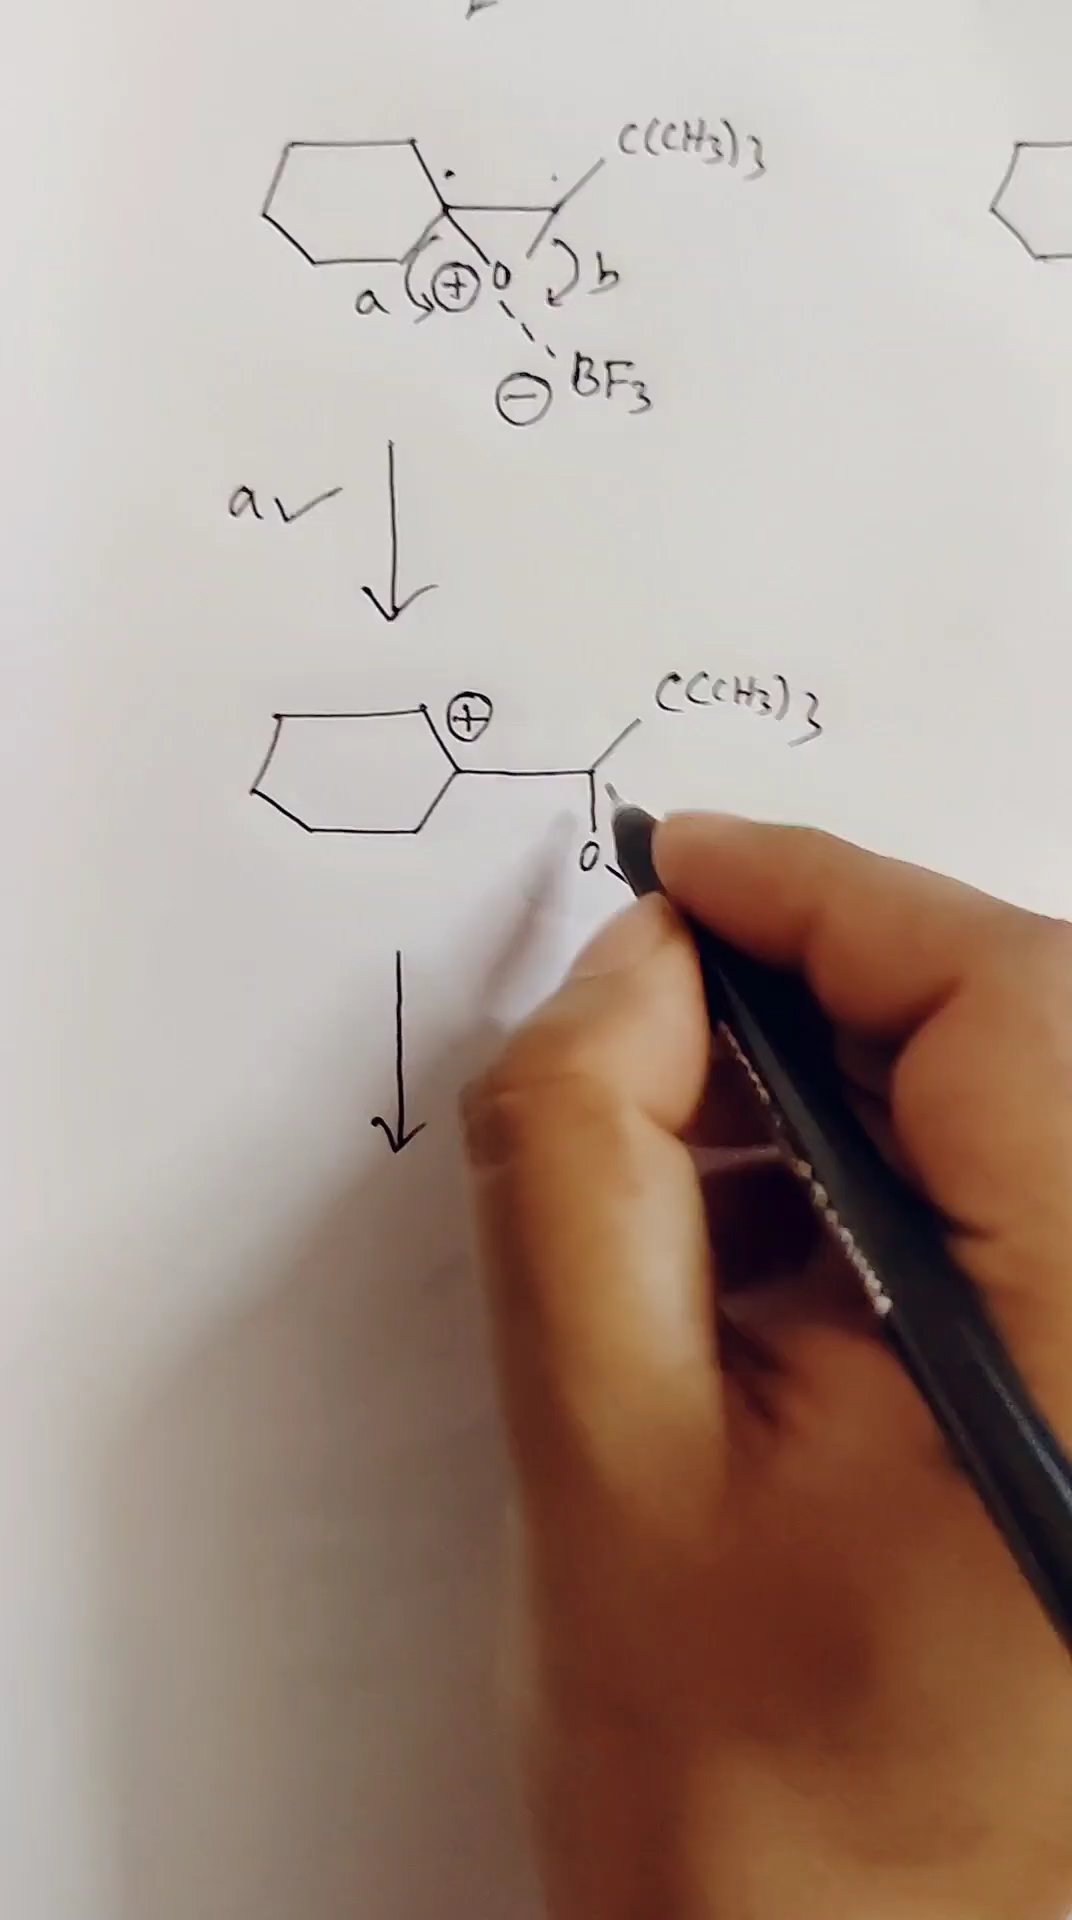 C(CH3)3
a ⊕ O b
⊖ BF3
a✓
⊕ C(CH3)3
O